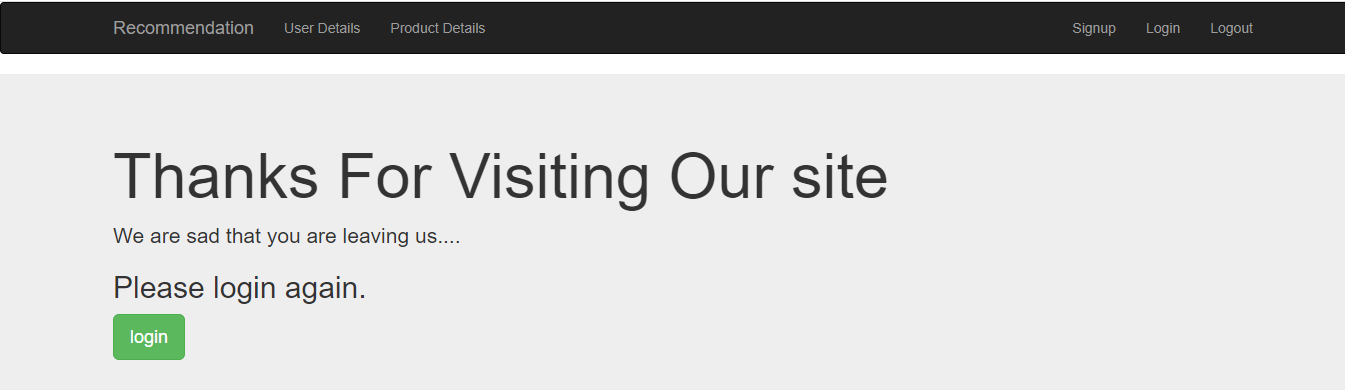 Recommendation User Details Product Details Signup Login Logout
Thanks For Visiting Our site
We are sad that you are leaving us....
Please login again.
login